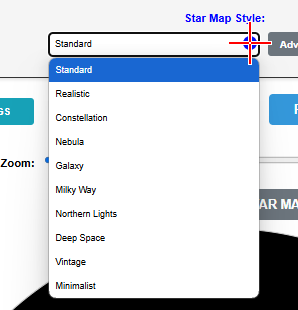 Star Map Style:
Standard
Adv
Standard
Realistic
Constellation
GS
Nebula
Zoom:
Galaxy
Milky Way
AR MA
Northern Lights
Deep Space
Vintage
Minimalist